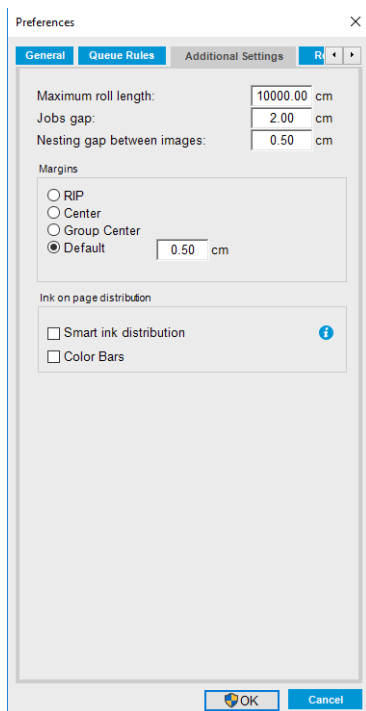 Preferences
General Queue Rules Additional Settings
Maximum roll length: 10000.00 cm
Jobs gap: 2.00 cm
Nesting gap between images: 0.50 cm
Margins
RIP
Center
Group Center
Default 0.50 cm
Ink on page distribution
Smart ink distribution
Color Bars
OK Cancel